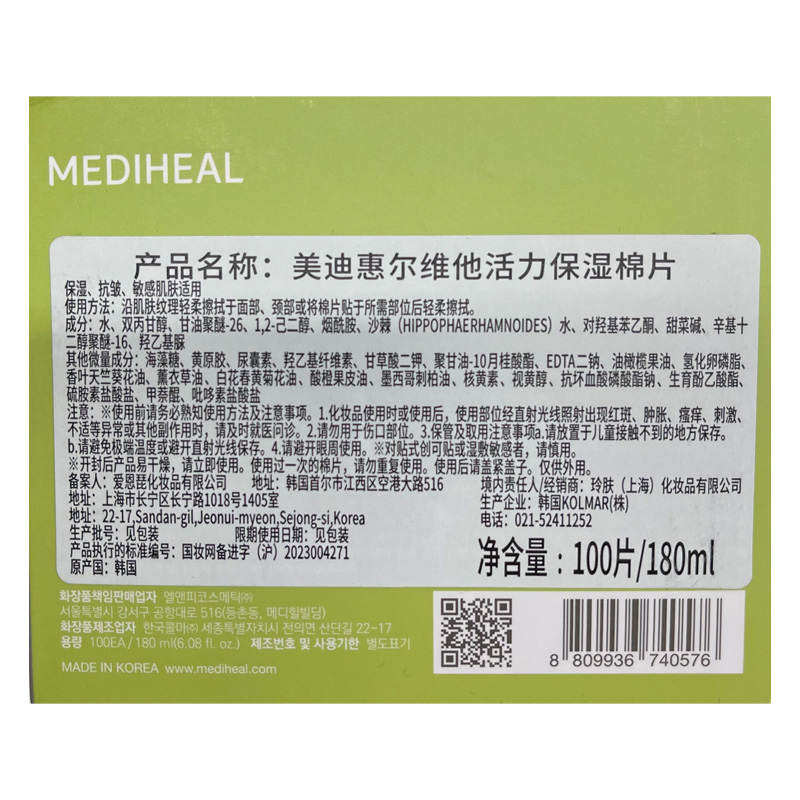 MEDIHEAL
产品名称：美迪惠尔维他活力保湿棉片
保湿、抗皱、敏感肌肤适用
使用方法：沿肌肤纹理轻柔擦拭于面部、颈部或将棉片贴于所需部位后轻柔擦拭。
成分：水、双丙甘醇、甘油聚醚-26、1,2-己二醇、烟酰胺、沙棘（HIPPOPHAERHAMNOIDES）水、对羟基苯乙酮、甜菜碱、辛基十
二醇聚醚-16、羟乙基脲
其他微量成分：海藻糖、黄原胶、尿囊素、羟乙基纤维素、甘草酸二钾、聚甘油-10月桂酸酯、EDTA二钠、油橄榄果油、氢化卵磷脂、
香叶天竺葵花油、薰衣草油、白花春黄菊花油、酸橙果皮油、墨西哥刺柏油、核黄素、视黄醇、抗坏血酸磷酸酯钠、生育酚乙酸酯、
硫胺素盐酸盐、甲萘醌、吡哆素盐酸盐
注意：※使用前请务必熟知使用方法及注意事项。1.化妆品使用时或使用后，使用部位经直射光线照射出现红斑、肿胀、瘙痒、刺激、
不适等异常或其他副作用时，请及时就医问诊。2.请勿用于伤口部位。3.保管及取用注意事项a.请放置于儿童接触不到的地方保存。
b.请避免极端温度或避开直射光线保存。4.请避开眼周使用。※对贴式创可贴或湿敷敏感者，请慎用。
※开封后产品易干燥，请立即使用。使用过一次的棉片，请勿重复使用。使用后请盖紧盖子。仅供外用。
备案人：爱恩琵化妆品有限公司 地址：韩国首尔市江西区空港大路516 境内责任人/经销商：玲肤（上海）化妆品有限公司
地址：上海市长宁区长宁路1018号1405室 生产企业：韩国KOLMAR(株)
地址：22-17,Sandan-gil,Jeonui-myeon,Sejong-si,Korea 电话：021-52411252
生产批号：见包装 限期使用日期：见包装
产品执行的标准编号：国妆网备进字（沪）2023004271
原产国：韩国
净含量：100片/180ml
화장품책임판매업자 엘앤피코스메틱㈜
서울특별시 강서구 공항대로 516(등촌동, 메디힐빌딩)
화장품제조업자 한국콜마㈜ 세종특별자치시 전의면 산단길 22-17
용량 100EA / 180 ml (6.08 fl. oz.) 제조번호 및 사용기한 별도표기
MADE IN KOREA www.mediheal.com
8 809936 740576